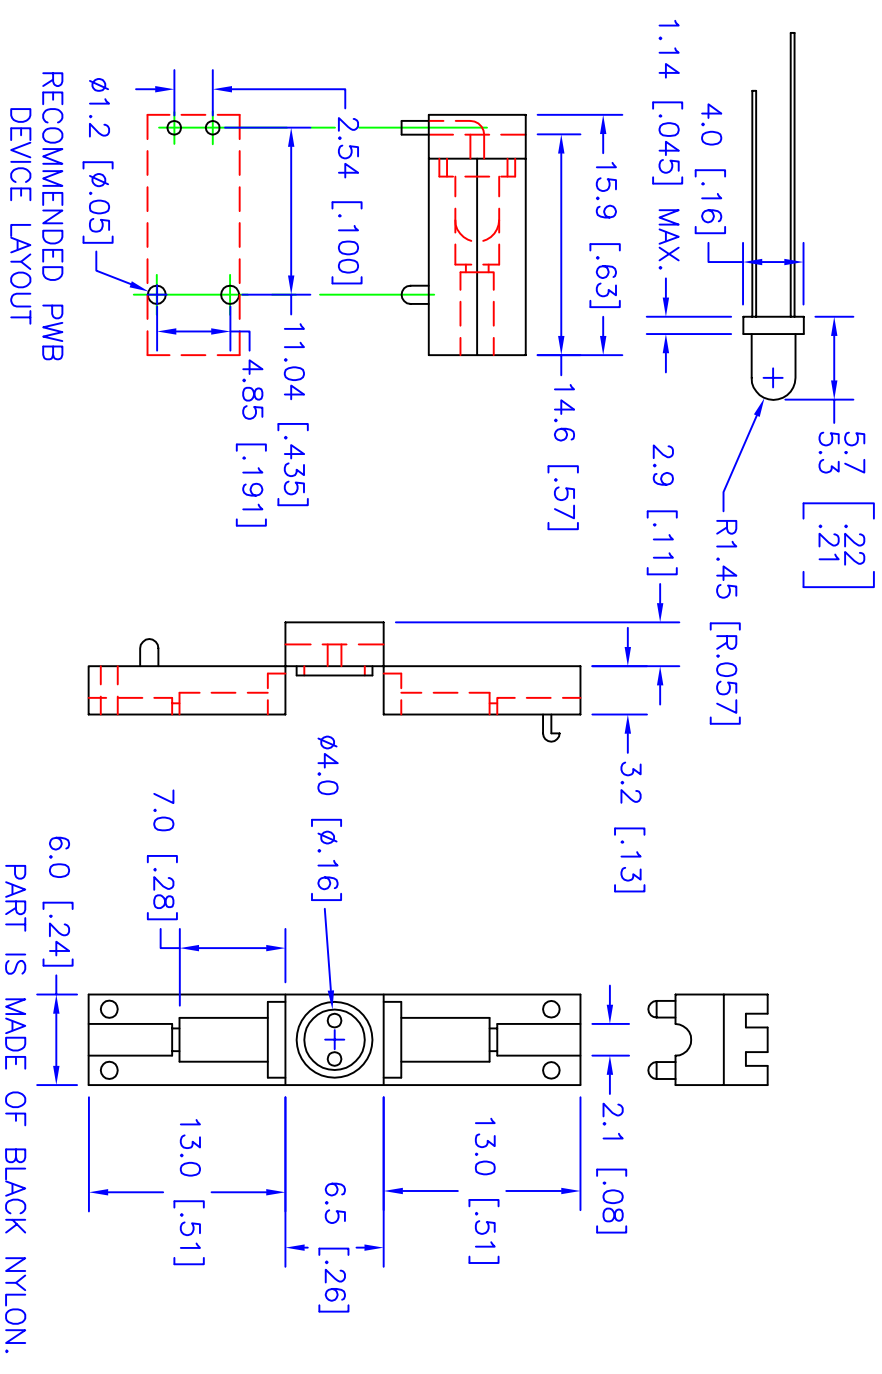 5.7 [.22
5.3 .21]
4.0 [.16]
1.14 [.045] MAX.
R1.45 [R.057]
15.9 [.63]
14.6 [.57]
2.54 [.100]
ø1.2 [ø.05]
11.04 [.435]
4.85 [.191]
RECOMMENDED PWB
DEVICE LAYOUT
2.9 [.11]
3.2 [.13]
ø4.0 [ø.16]
7.0 [.28]
6.0 [.24]
2.1 [.08]
13.0 [.51]
6.5 [.26]
13.0 [.51]
PART IS MADE OF BLACK NYLON.